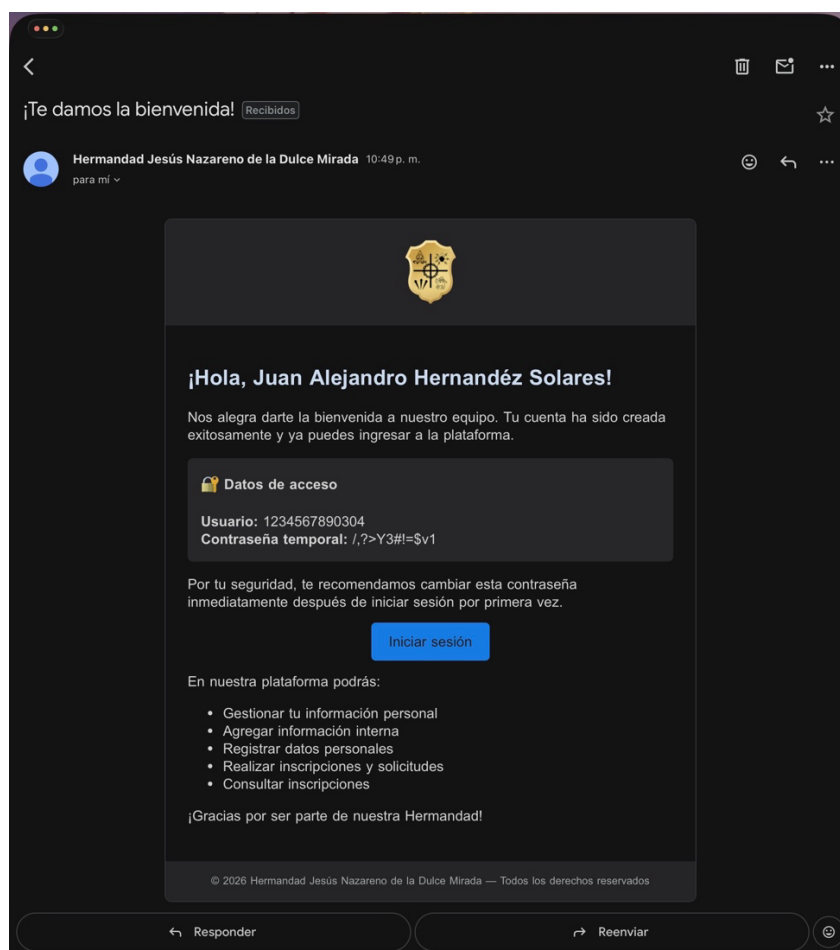 ¡Te damos la bienvenida! Recibidos
Hermandad Jesús Nazareno de la Dulce Mirada 10:49 p. m.
para mí
¡Hola, Juan Alejandro Hernandéz Solares!
Nos alegra darte la bienvenida a nuestro equipo. Tu cuenta ha sido creada
exitosamente y ya puedes ingresar a la plataforma.
Datos de acceso
Usuario: 1234567890304
Contraseña temporal: /,?>Y3#!=$v1
Por tu seguridad, te recomendamos cambiar esta contraseña
inmediatamente después de iniciar sesión por primera vez.
Iniciar sesión
En nuestra plataforma podrás:
• Gestionar tu información personal
• Agregar información interna
• Registrar datos personales
• Realizar inscripciones y solicitudes
• Consultar inscripciones
¡Gracias por ser parte de nuestra Hermandad!
© 2026 Hermandad Jesús Nazareno de la Dulce Mirada — Todos los derechos reservados
Responder
Reenviar